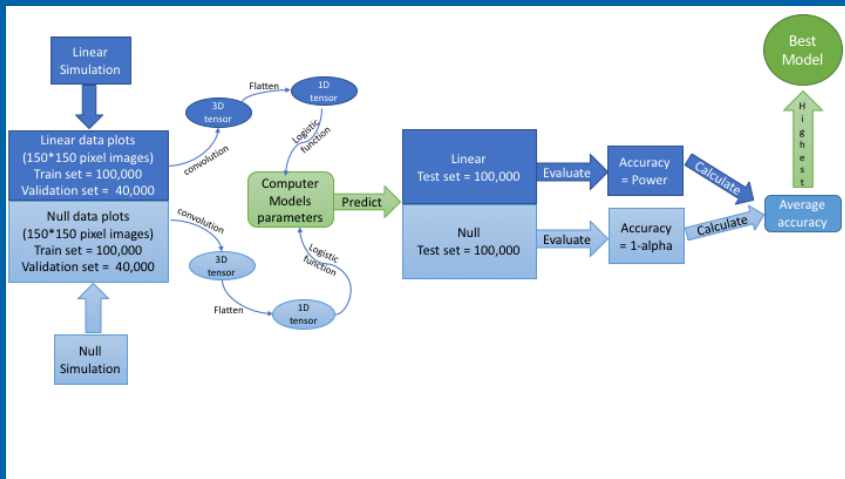 Linear
Simulation
Linear data plots
(150*150 pixel images)
Train set = 100,000
Validation set = 40,000
Null data plots
(150*150 pixel images)
Train set = 100,000
Validation set = 40,000
Null
Simulation
convolution
3D
tensor
Flatten
1D
tensor
Logistic
function
convolution
3D
tensor
Flatten
1D
tensor
Logistic
function
Computer
Models
parameters
Predict
Linear
Test set = 100,000
Null
Test set = 100,000
Evaluate
Evaluate
Accuracy
= Power
Accuracy
= 1-alpha
Calculate
Calculate
Average
accuracy
Highest
Best
Model